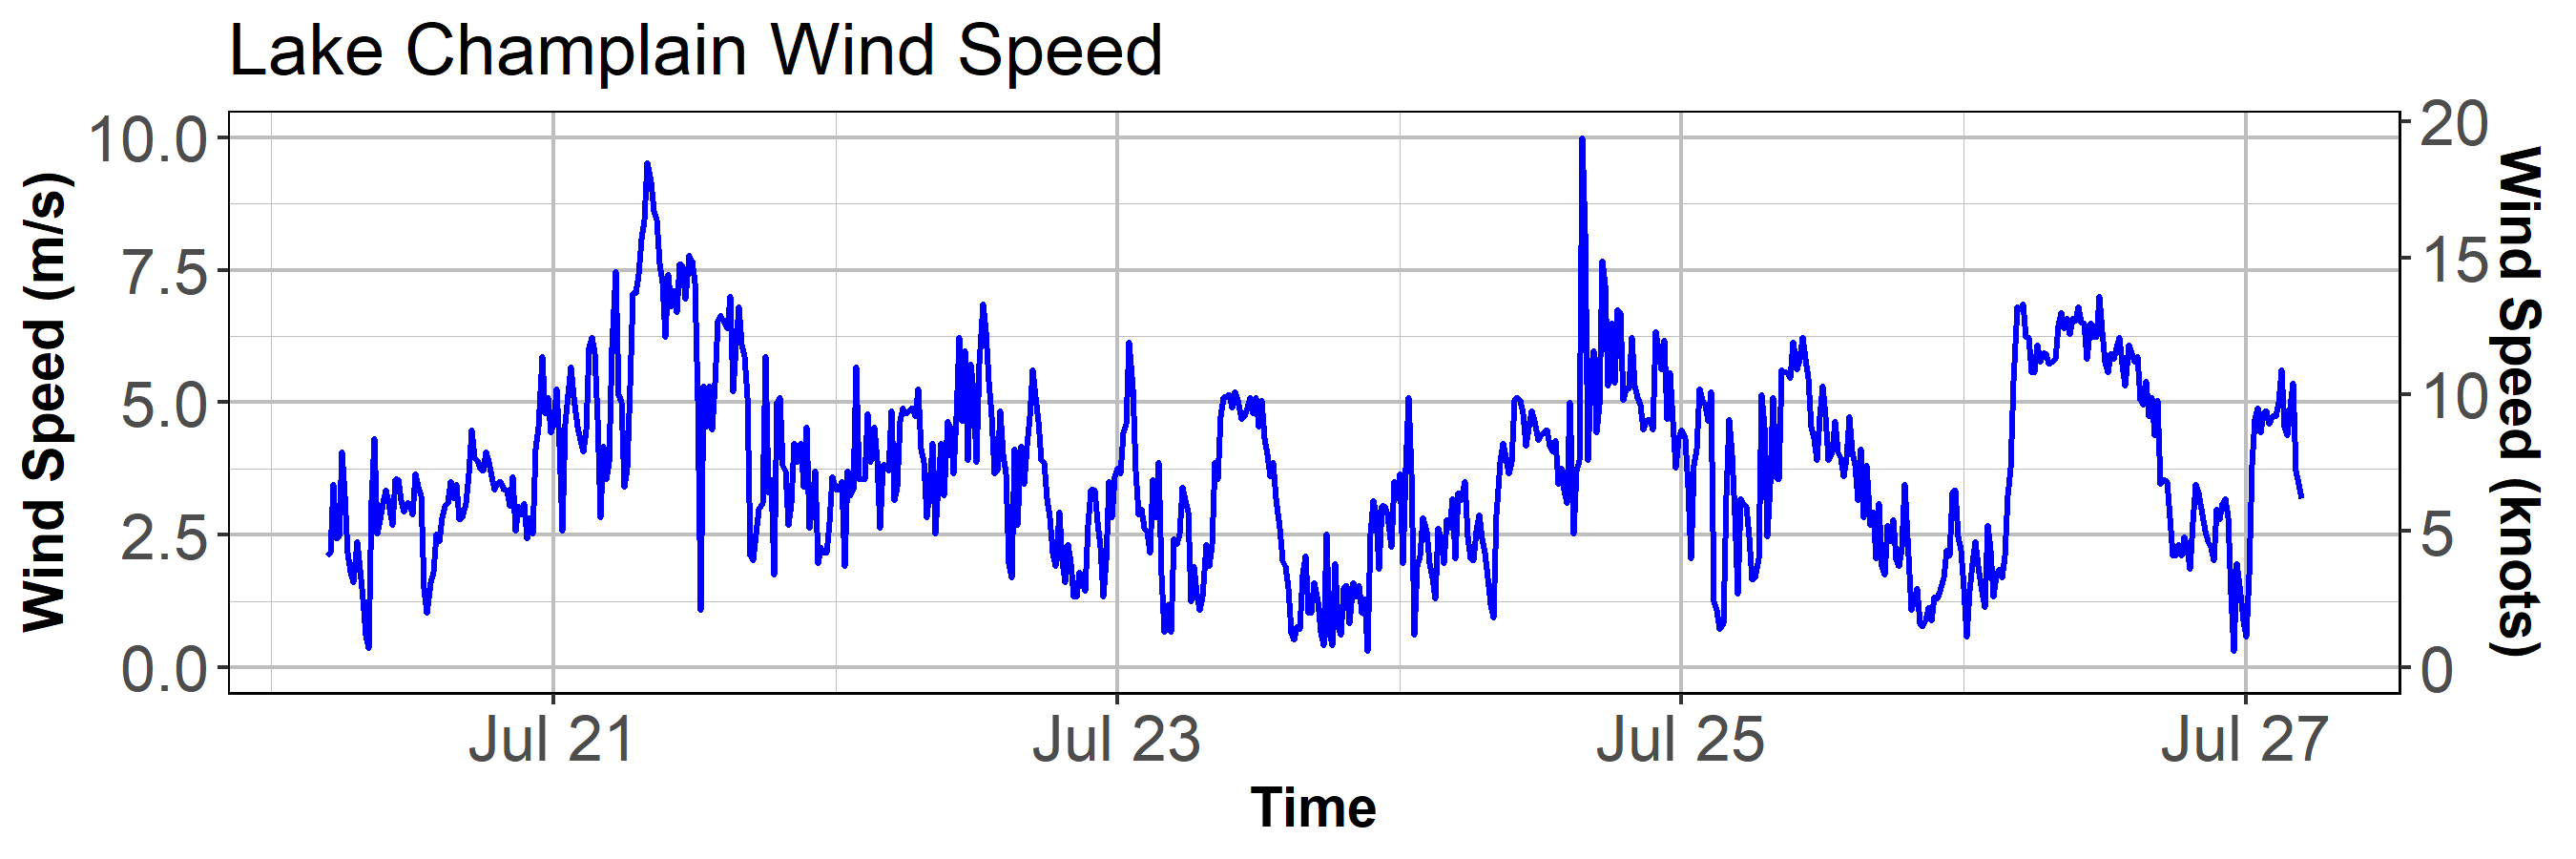 Lake Champlain Wind Speed
Wind Speed (m/s)
10.0
7.5
5.0
2.5
0.0
20
15
10
5
0
Wind Speed (knots)
Jul 21
Jul 23
Jul 25
Jul 27
Time